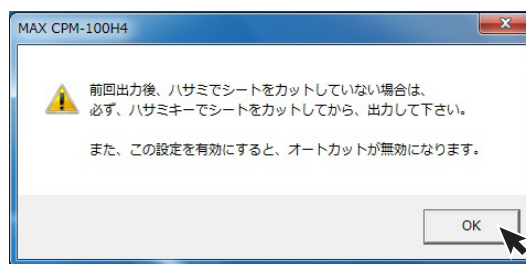 MAX CPM-100H4
前回出力後、ハサミでシートをカットしていない場合は、
必ず、ハサミキーでシートをカットしてから、出力して下さい。
また、この設定を有効にすると、オートカットが無効になります。
OK